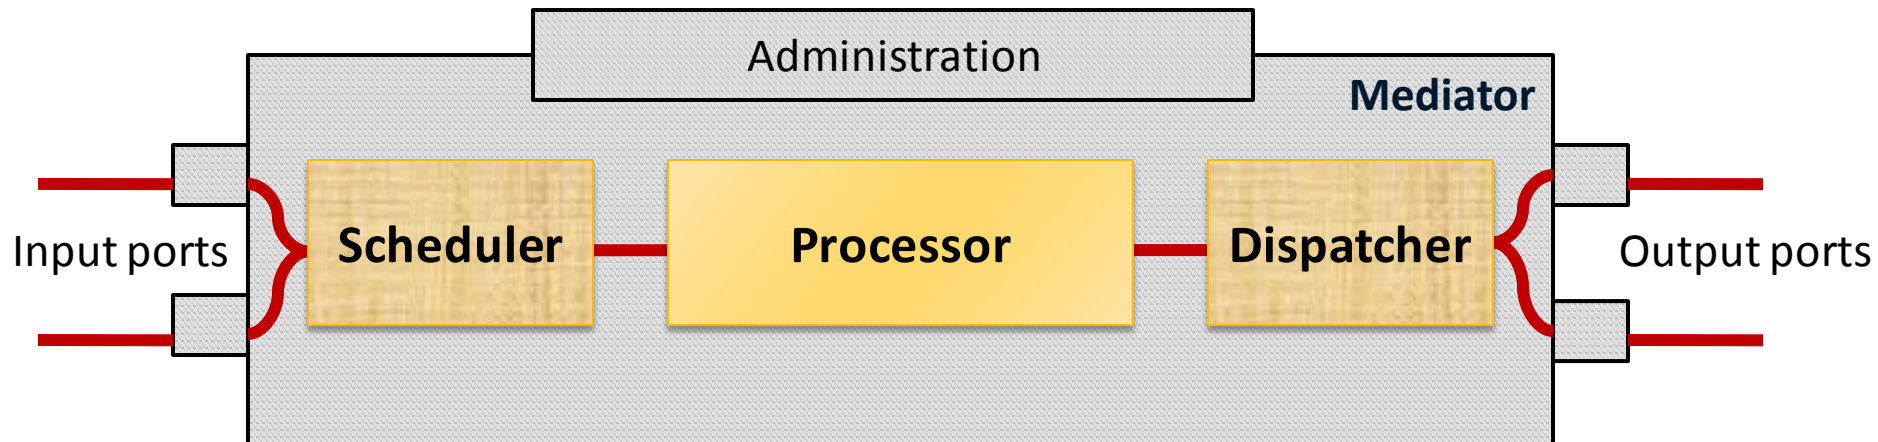 Administration
Mediator
Input ports
Scheduler
Processor
Dispatcher
Output ports